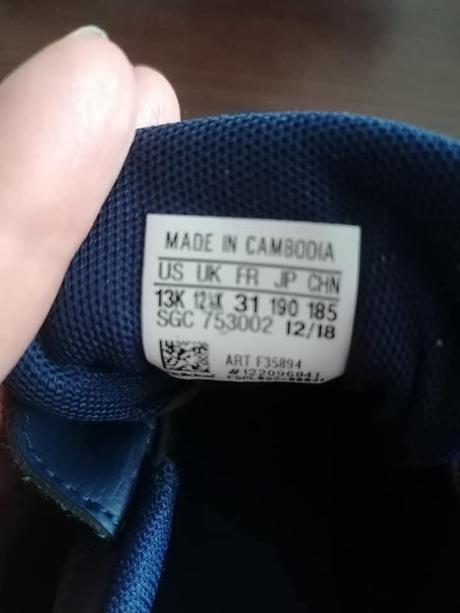 MADE IN CAMBODIA
US UK FR JP CHN
13K 12½K 31 190 185
SGC 753002 12/18
ART F35894
#122096841